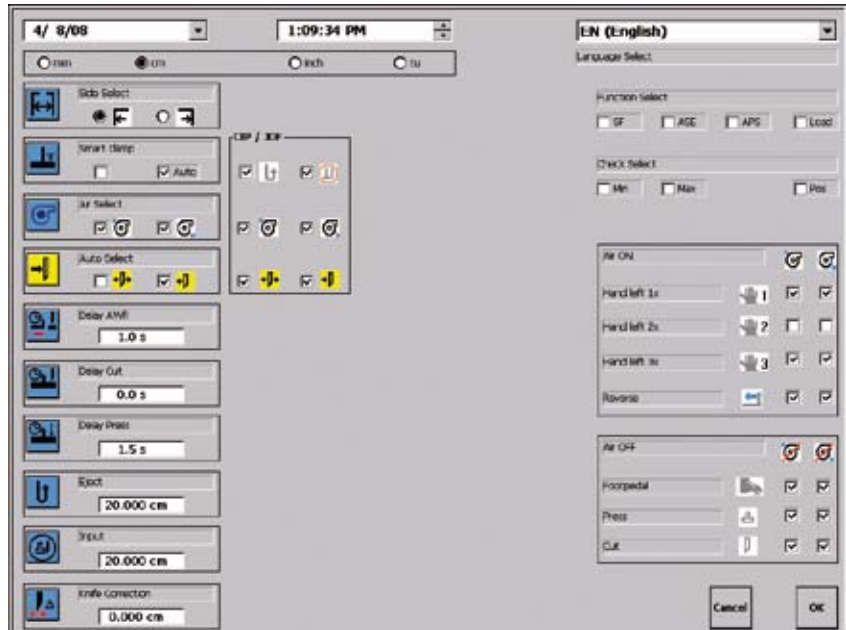 4/ 8/08
1:09:34 PM
EN (English)
mm cm inch tu
Language Select
Side Select
Function Select
SF ASE APS Load
Smart clamp
Auto
Check Select
Min Max Pos
Air Select
Auto Select
Air ON
Hand left 1x 1
Hand left 2x 2
Hand left 3x 3
Reverse
Delay AWR
1.0 s
Delay Cut
0.0 s
Delay Press
1.5 s
Air OFF
Footpedal
Press
Cut
Eject
20.000 cm
Input
20.000 cm
Knife Correction
0.000 cm
Cancel OK